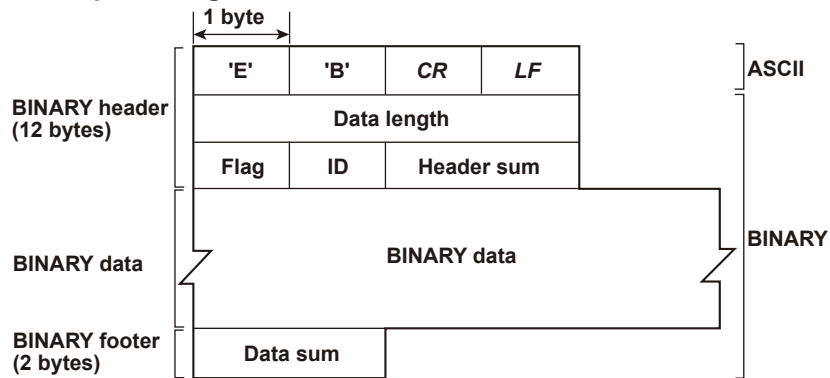 1 byte
'E' 'B' CR LF
ASCII
BINARY header
(12 bytes)
Data length
Flag ID Header sum
BINARY
BINARY data
BINARY data
BINARY footer
(2 bytes)
Data sum